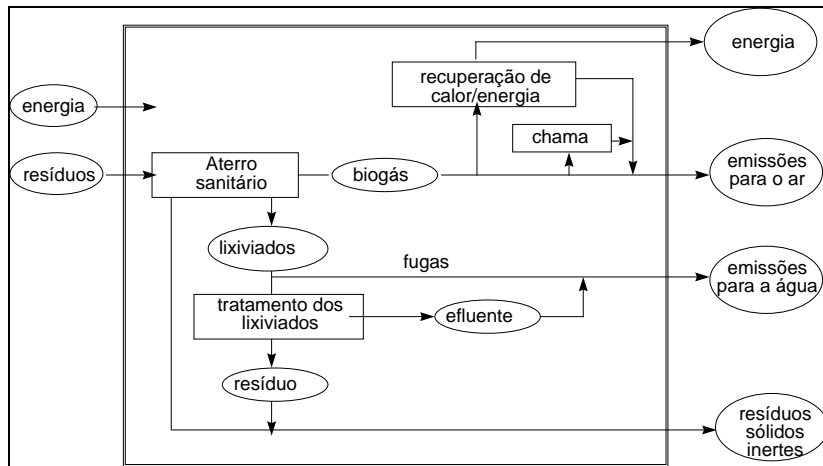 energia
recuperação de
calor/energia
energia
chama
resíduos
Aterro
sanitário
biogás
emissões
para o ar
lixiviados
fugas
emissões
para a água
tratamento dos
lixiviados
efluente
resíduo
resíduos
sólidos
inertes